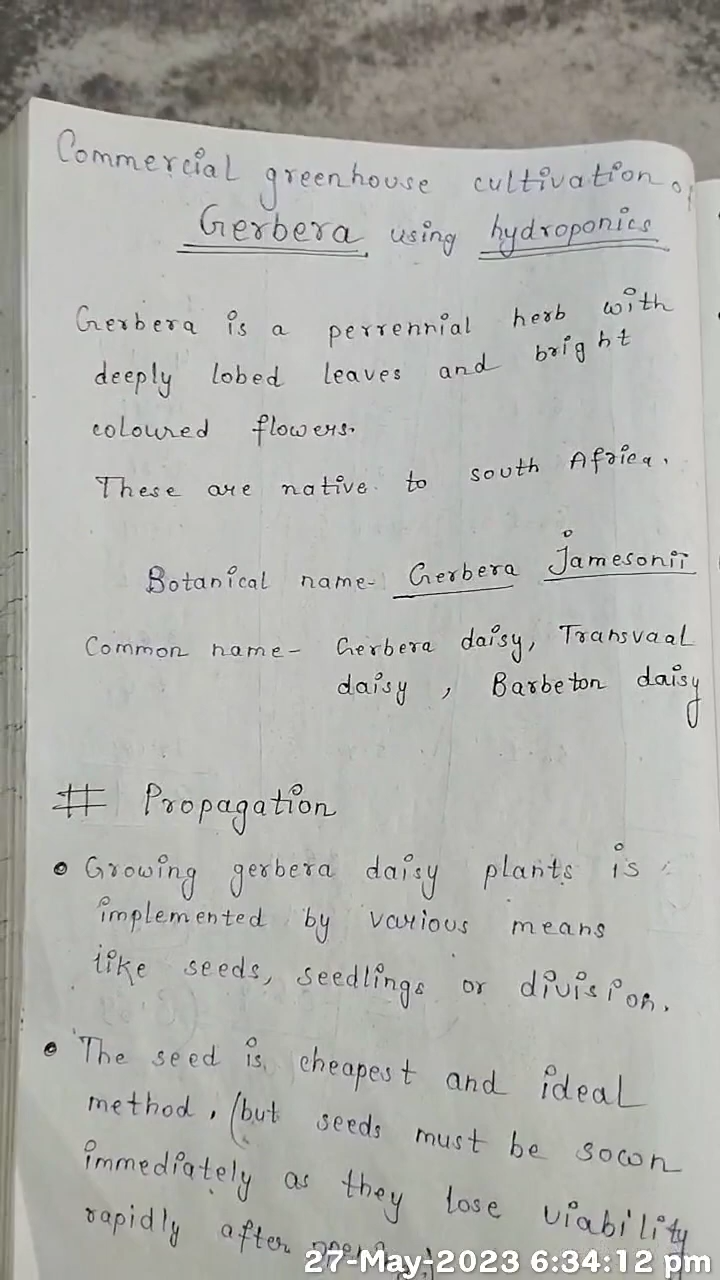 Commercial greenhouse cultivation of
Gerbera using hydroponics
Gerbera is a perrennial herb with
deeply lobed leaves and bright
coloured flowers.
These are native to south Africa.
Botanical name- Gerbera Jamesonii
Common name- Gerbera daisy, Transvaal
daisy, Barbeton daisy
# Propagation
• Growing gerbera daisy plants is
implemented by various means
like seeds, seedlings or division.
• The seed is cheapest and ideal
method, (but seeds must be sown
immediately as they lose viability
rapidly after
27-May-2023 6:34:12 pm